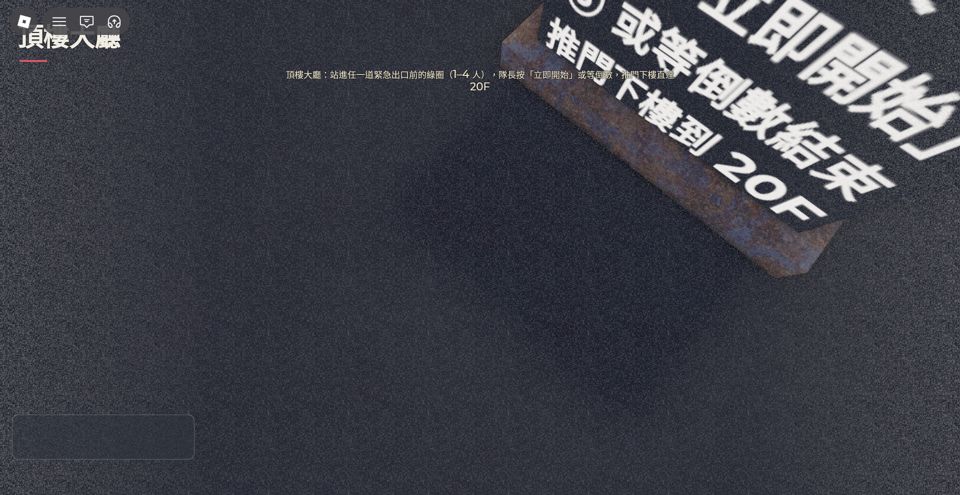 頂樓大廳
頂樓大廳：站進任一道緊急出口前的綠圈（1–4 人），隊長按「立即開始」或等倒數，推門下樓直達
20F
立即開始」
或等倒數結束
推門下樓到 20F